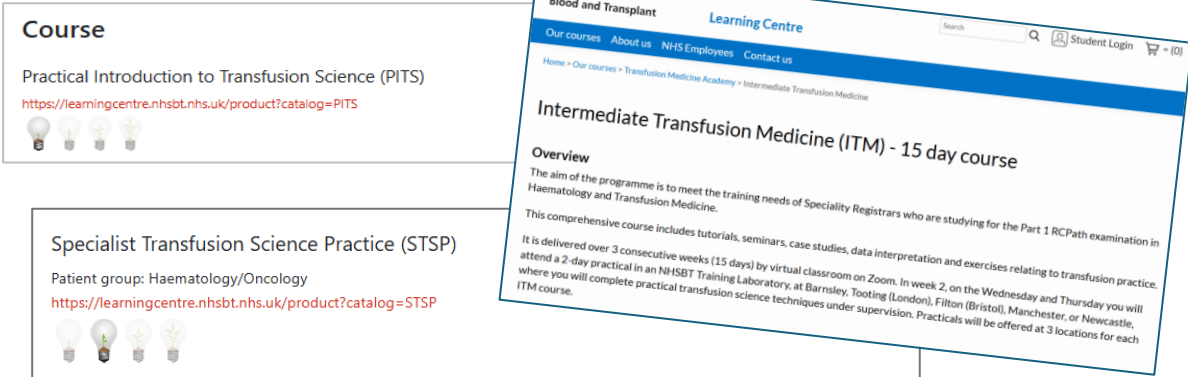 Course
Practical Introduction to Transfusion Science (PITS)
https://learningcentre.nhsbt.nhs.uk/product?catalog=PITS
Specialist Transfusion Science Practice (STSP)
Patient group: Haematology/Oncology
https://learningcentre.nhsbt.nhs.uk/product?catalog=STSP
Blood and Transplant
Learning Centre
Search
Student Login
- (0)
Our courses About us NHS Employees Contact us
Home > Our courses > Transfusion Medicine Academy > Intermediate Transfusion Medicine
Intermediate Transfusion Medicine (ITM) - 15 day course
Overview
The aim of the programme is to meet the training needs of Speciality Registrars who are studying for the Part 1 RCPath examination in
Haematology and Transfusion Medicine.
This comprehensive course includes tutorials, seminars, case studies, data interpretation and exercises relating to transfusion practice.
It is delivered over 3 consecutive weeks (15 days) by virtual classroom on Zoom. In week 2, on the Wednesday and Thursday you will
attend a 2-day practical in an NHSBT Training Laboratory, at Barnsley, Tooting (London), Filton (Bristol), Manchester, or Newcastle,
where you will complete practical transfusion science techniques under supervision. Practicals will be offered at 3 locations for each
ITM course.